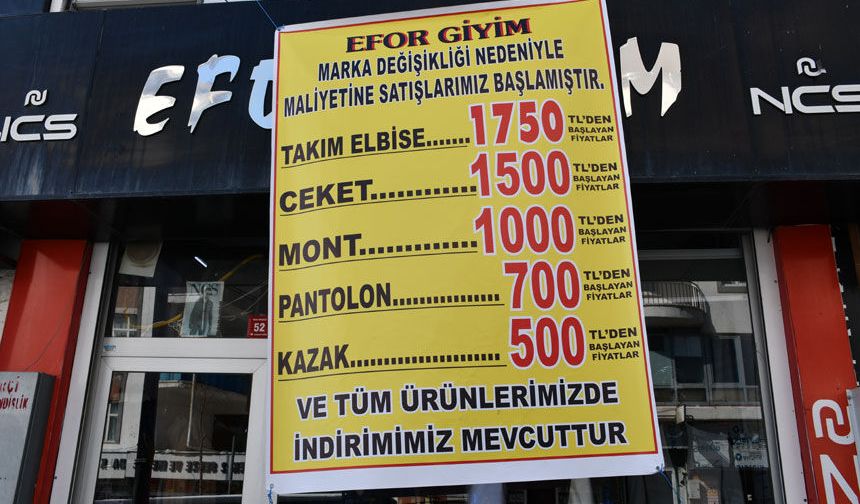 EFOR GİYİM
MARKA DEĞİŞİKLİĞİ NEDENİYLE
MALİYETİNE SATIŞLARIMIZ BAŞLAMIŞTIR.
TAKIM ELBİSE....... 1750 TL'DEN BAŞLAYAN FİYATLAR
CEKET............... 1500 TL'DEN BAŞLAYAN FİYATLAR
MONT................ 1000 TL'DEN BAŞLAYAN FİYATLAR
PANTOLON............... 700 TL'DEN BAŞLAYAN FİYATLAR
KAZAK..................... 500 TL'DEN BAŞLAYAN FİYATLAR
VE TÜM ÜRÜNLERİMİZDE
İNDİRİMİMİZ MEVCUTTUR
NCS
EFO
M
NCS
NCS
52
NCS